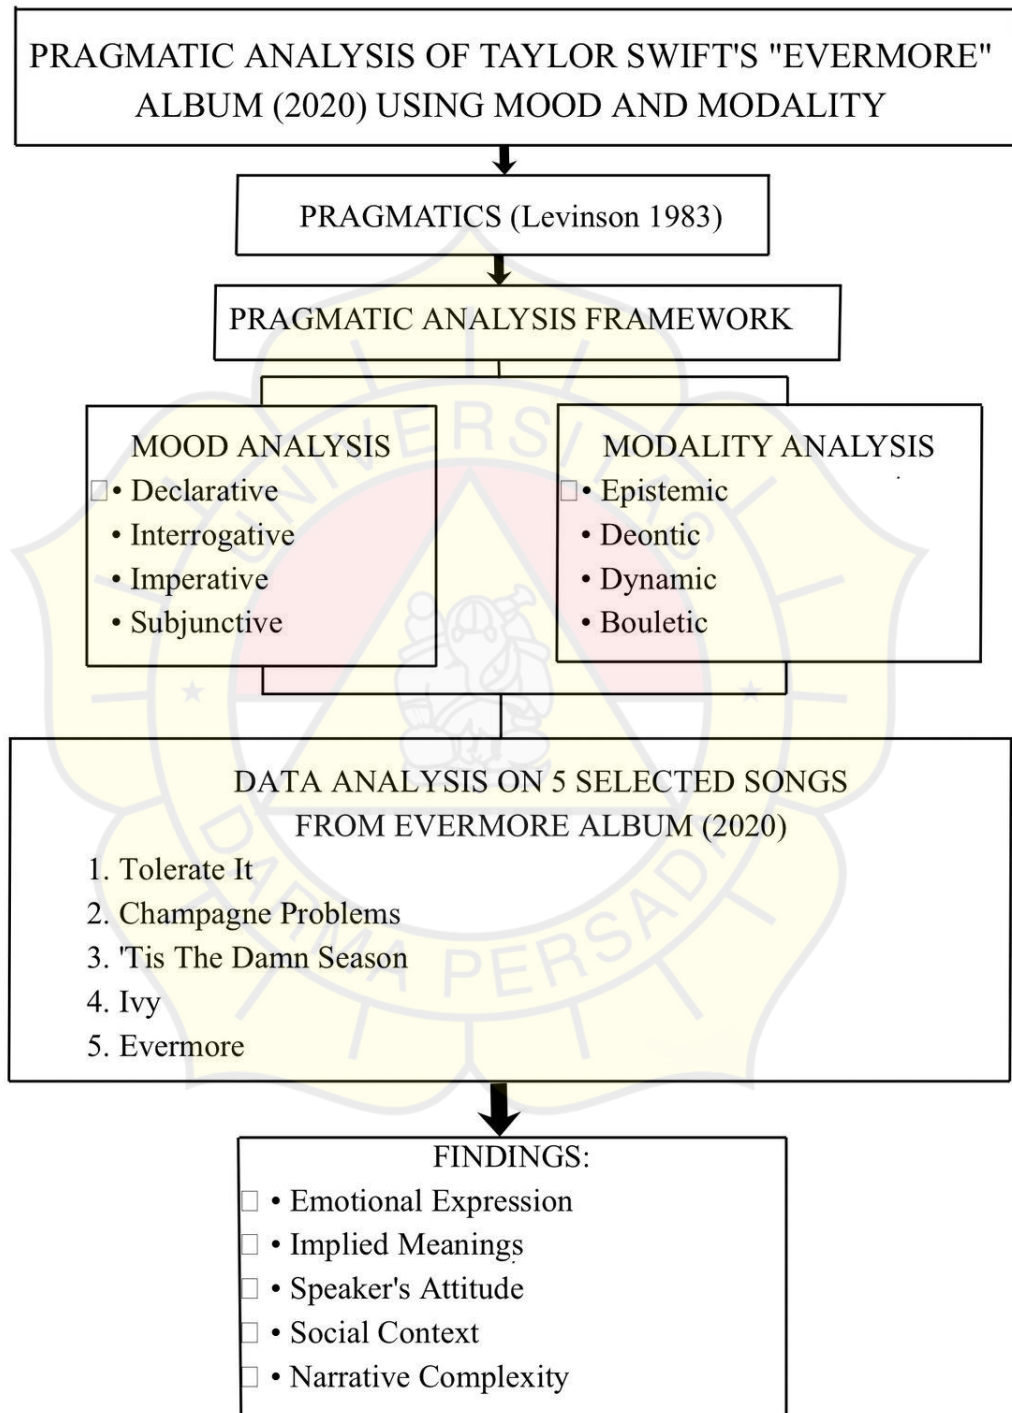 PRAGMATIC ANALYSIS OF TAYLOR SWIFT'S "EVERMORE"
ALBUM (2020) USING MOOD AND MODALITY
PRAGMATICS (Levinson 1983)
PRAGMATIC ANALYSIS FRAMEWORK
MOOD ANALYSIS
• Declarative
• Interrogative
• Imperative
• Subjunctive
MODALITY ANALYSIS
• Epistemic
• Deontic
• Dynamic
• Bouletic
UNIVERSITAS
DARMA PERSADA
DATA ANALYSIS ON 5 SELECTED SONGS
FROM EVERMORE ALBUM (2020)
1. Tolerate It
2. Champagne Problems
3. 'Tis The Damn Season
4. Ivy
5. Evermore
FINDINGS:
• Emotional Expression
• Implied Meanings
• Speaker's Attitude
• Social Context
• Narrative Complexity